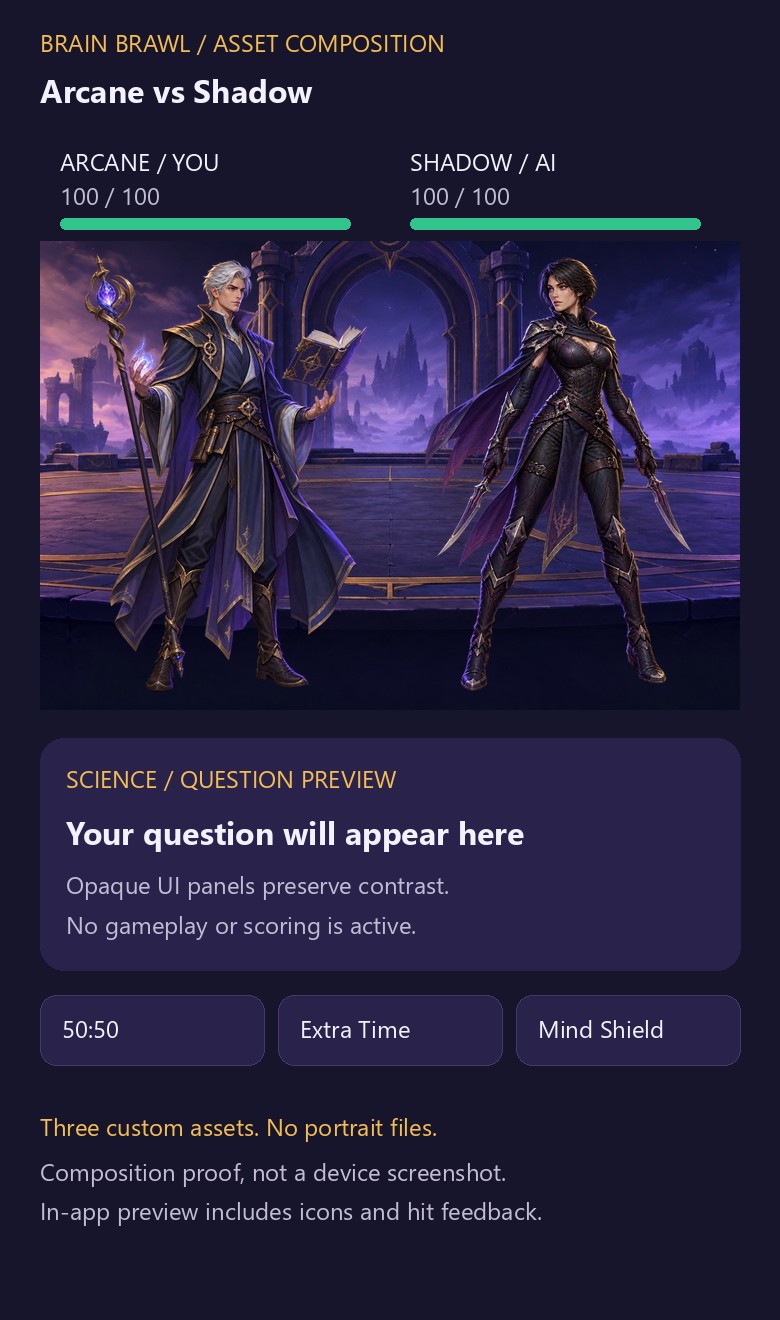 BRAIN BRAWL / ASSET COMPOSITION
Arcane vs Shadow
ARCANE / YOU
100 / 100
SHADOW / AI
100 / 100
SCIENCE / QUESTION PREVIEW
Your question will appear here
Opaque UI panels preserve contrast.
No gameplay or scoring is active.
50:50
Extra Time
Mind Shield
Three custom assets. No portrait files.
Composition proof, not a device screenshot.
In-app preview includes icons and hit feedback.